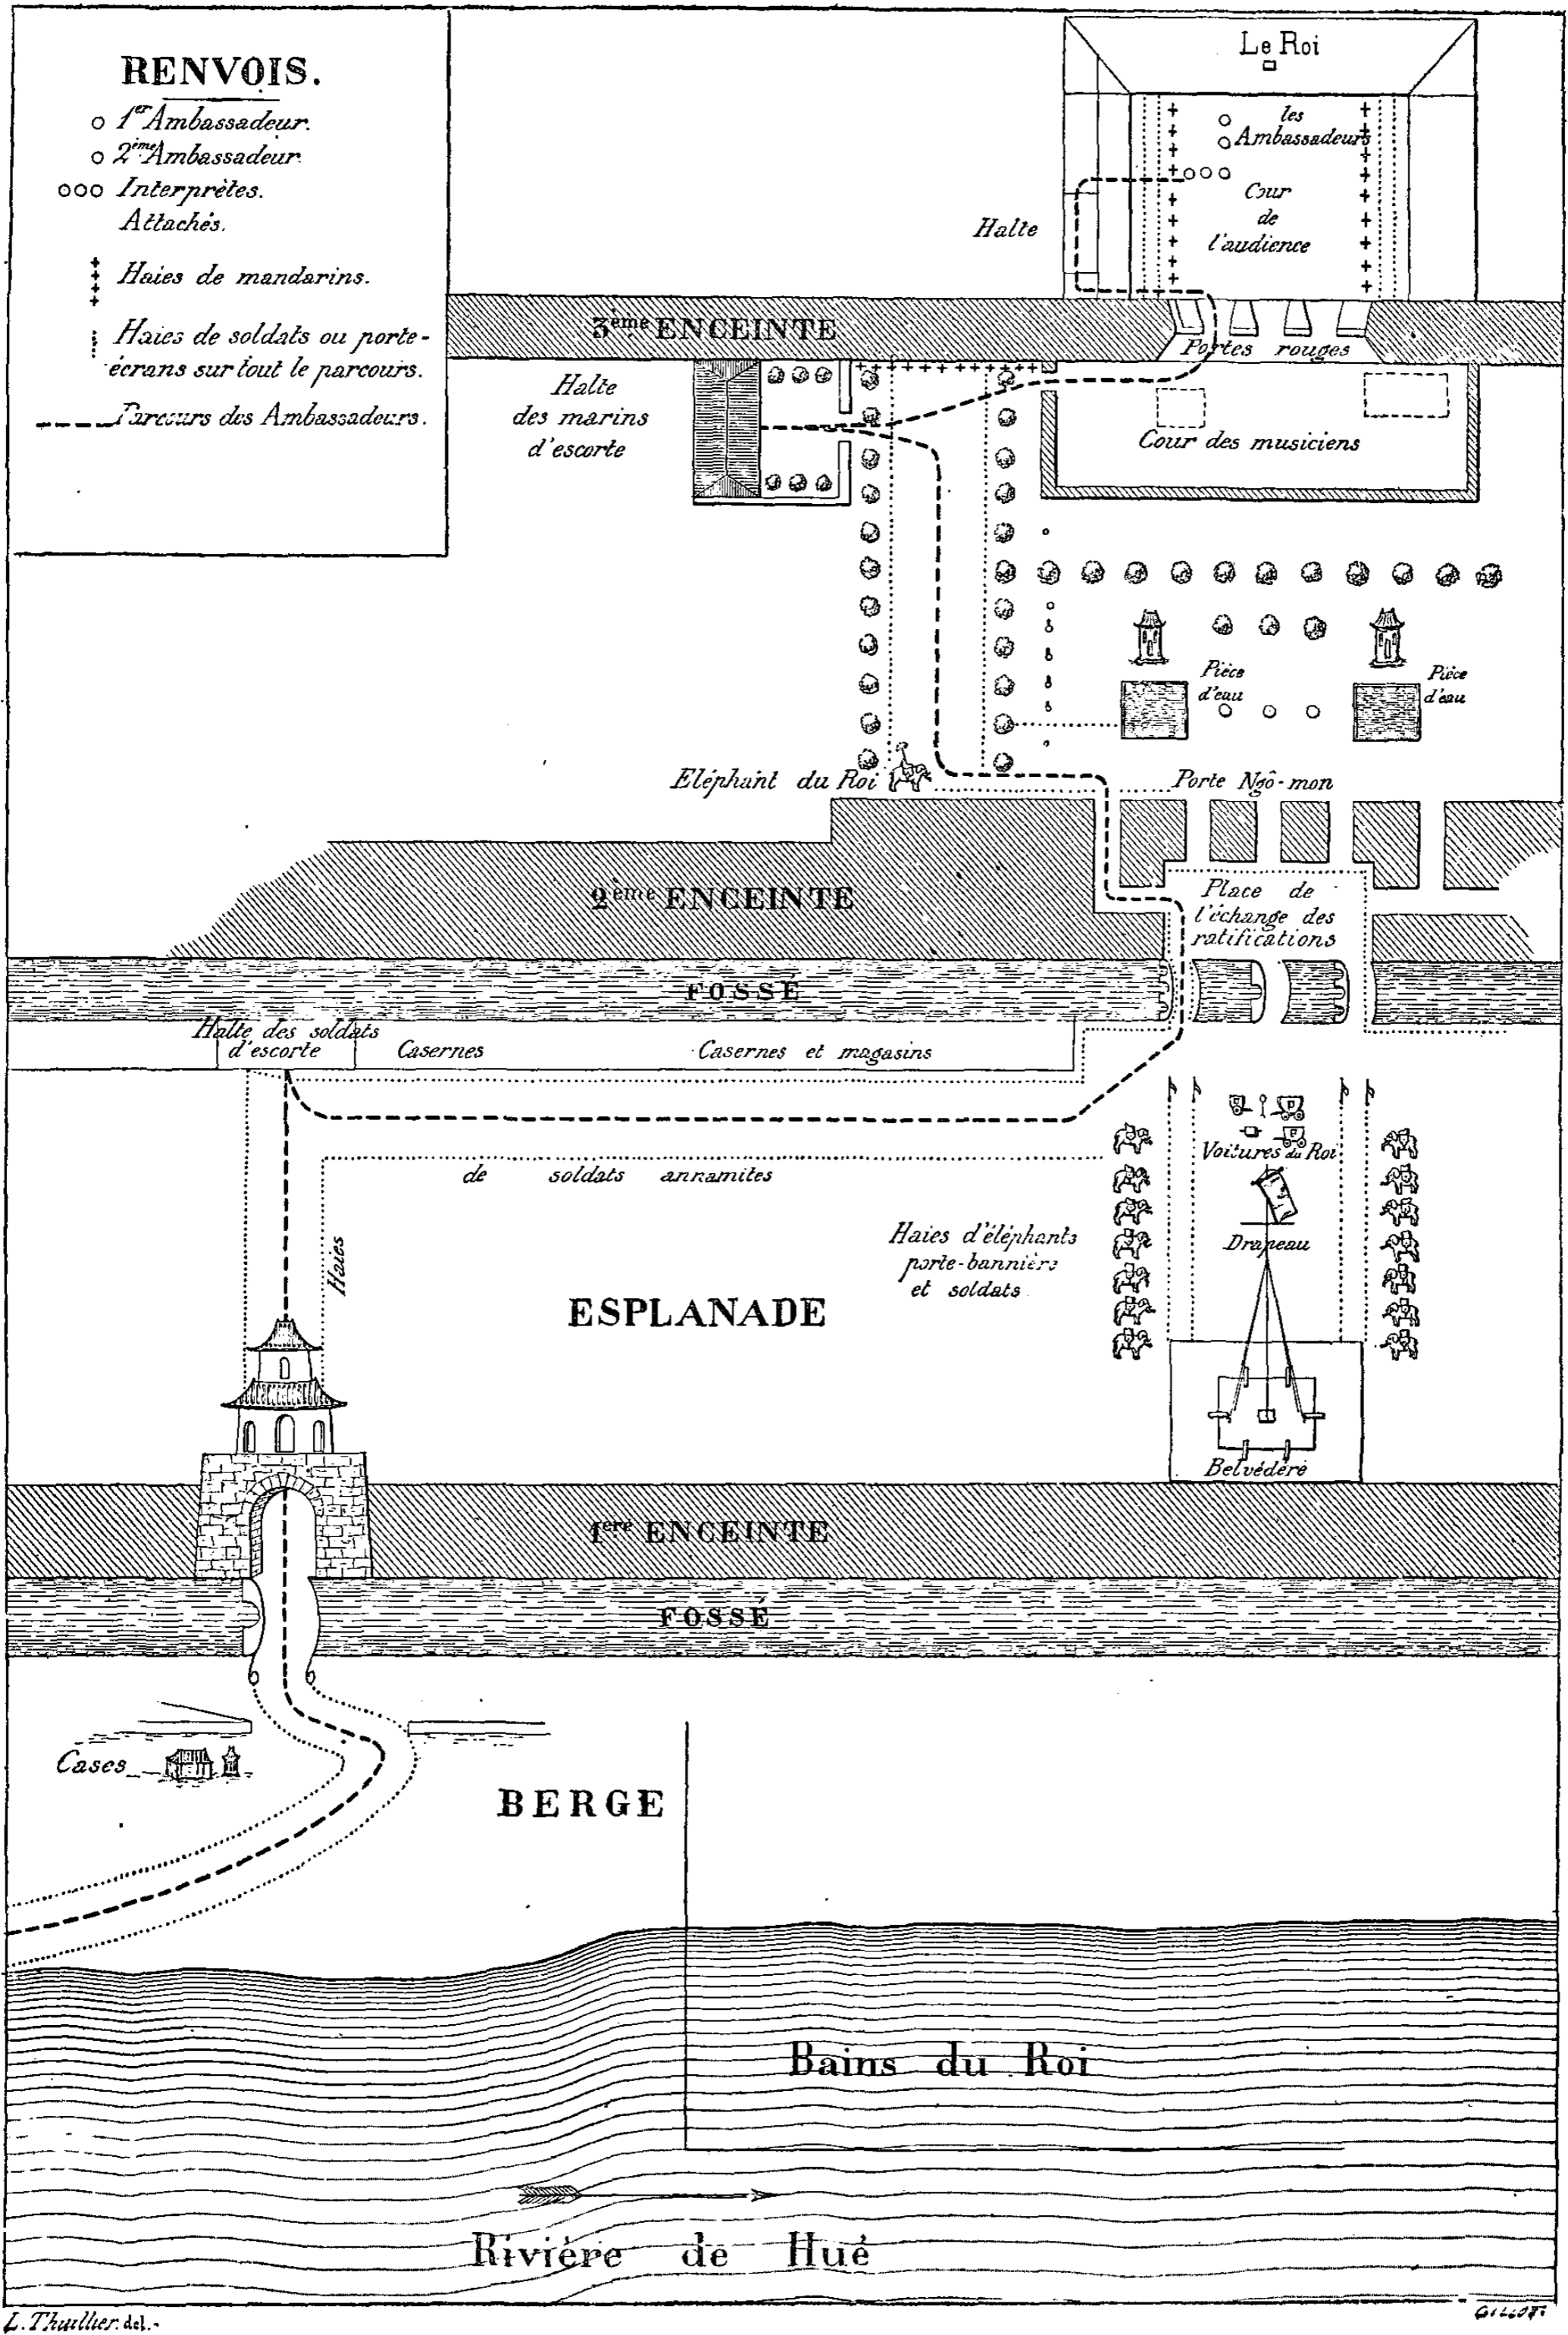 RENVOIS.
1er Ambassadeur.
2ème Ambassadeur
Interprètes.
Attachés.
Haies de mandarins.
Haies de soldats ou porte-
écrans sur tout le parcours.
Parcours des Ambassadeurs.
Le Roi
les
Ambassadeurs
Cour
de
l'audience
Halte
3ème ENCEINTE
Portes rouges
Halte
des marins
d'escorte
Cour des musiciens
Pièce
d'eau
Pièce
d'eau
Eléphant du Roi
Porte Ngô-mon
2ème ENCEINTE
Place de
l'échange des
ratifications
FOSSÉ
Halte des soldats
d'escorte
Casernes
Casernes et magasins
Voitures du Roi
de soldats annamites
Haies
Haies d'éléphants
porte-bannière
et soldats
Drapeau
ESPLANADE
Belvédère
1ere ENCEINTE
FOSSÉ
Cases
BERGE
Bains du Roi
Rivière de Hué
L. Thuillier. del.
GILLOT